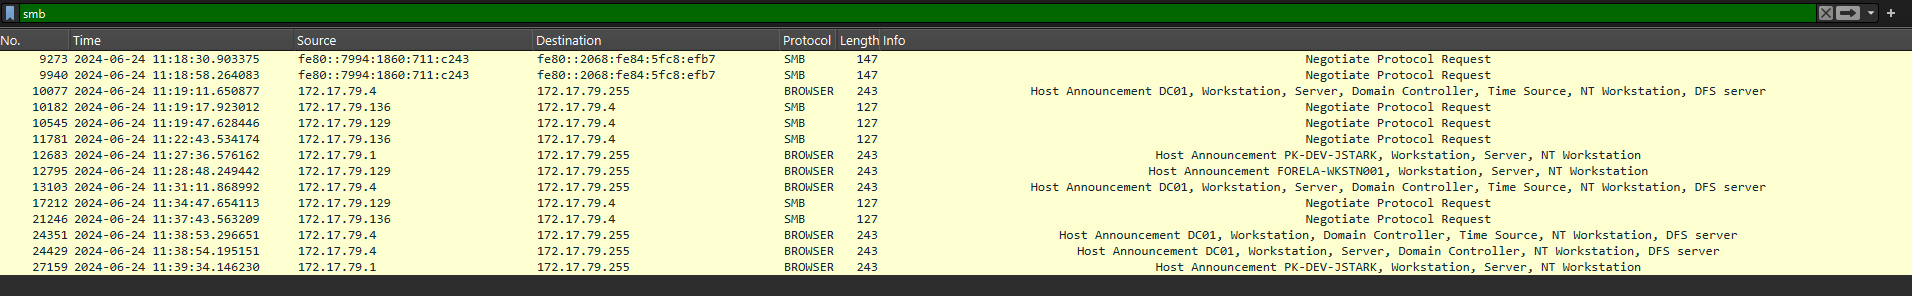 smb
No. Time Source Destination Protocol Length Info
9273 2024-06-24 11:18:30.903375 fe80::7994:1860:711:c243 fe80::2068:fe84:5fc8:efb7 SMB 147 Negotiate Protocol Request
9940 2024-06-24 11:18:58.264083 fe80::7994:1860:711:c243 fe80::2068:fe84:5fc8:efb7 SMB 147 Negotiate Protocol Request
10077 2024-06-24 11:19:11.650877 172.17.79.4 172.17.79.255 BROWSER 243 Host Announcement DC01, Workstation, Server, Domain Controller, Time Source, NT Workstation, DFS server
10182 2024-06-24 11:19:17.923012 172.17.79.136 172.17.79.4 SMB 127 Negotiate Protocol Request
10545 2024-06-24 11:19:47.628446 172.17.79.129 172.17.79.4 SMB 127 Negotiate Protocol Request
11781 2024-06-24 11:22:43.534174 172.17.79.136 172.17.79.4 SMB 127 Negotiate Protocol Request
12683 2024-06-24 11:27:36.576162 172.17.79.1 172.17.79.255 BROWSER 243 Host Announcement PK-DEV-JSTARK, Workstation, Server, NT Workstation
12795 2024-06-24 11:28:48.249442 172.17.79.129 172.17.79.255 BROWSER 243 Host Announcement FORELA-WKSTN001, Workstation, Server, NT Workstation
13103 2024-06-24 11:31:11.868992 172.17.79.4 172.17.79.255 BROWSER 243 Host Announcement DC01, Workstation, Server, Domain Controller, Time Source, NT Workstation, DFS server
17212 2024-06-24 11:34:47.654113 172.17.79.129 172.17.79.4 SMB 127 Negotiate Protocol Request
21246 2024-06-24 11:37:43.563209 172.17.79.136 172.17.79.4 SMB 127 Negotiate Protocol Request
24351 2024-06-24 11:38:53.296651 172.17.79.4 172.17.79.255 BROWSER 243 Host Announcement DC01, Workstation, Domain Controller, Time Source, NT Workstation, DFS server
24429 2024-06-24 11:38:54.195151 172.17.79.4 172.17.79.255 BROWSER 243 Host Announcement DC01, Workstation, Server, Domain Controller, NT Workstation, DFS server
27159 2024-06-24 11:39:34.146230 172.17.79.1 172.17.79.255 BROWSER 243 Host Announcement PK-DEV-JSTARK, Workstation, Server, NT Workstation